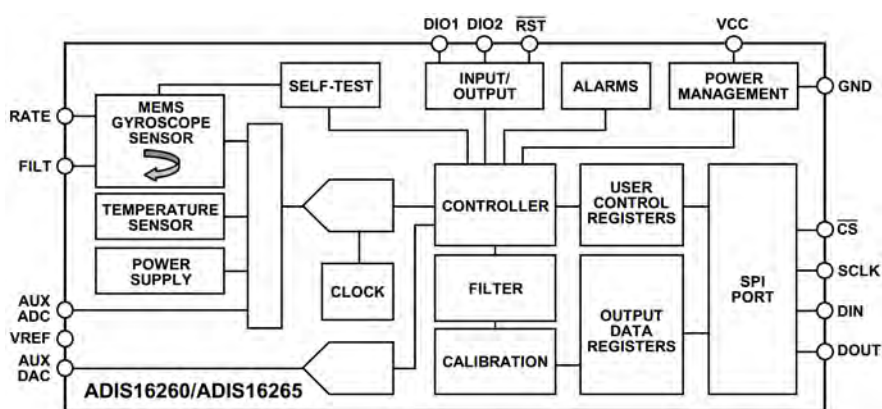 DIO1 DIO2 RST VCC
SELF-TEST
INPUT/
OUTPUT
ALARMS
POWER
MANAGEMENT
GND
RATE
FILT
MEMS
GYROSCOPE
SENSOR
TEMPERATURE
SENSOR
POWER
SUPPLY
CLOCK
CONTROLLER
FILTER
CALIBRATION
USER
CONTROL
REGISTERS
OUTPUT
DATA
REGISTERS
SPI
PORT
CS
SCLK
DIN
DOUT
AUX
ADC
VREF
AUX
DAC
ADIS16260/ADIS16265